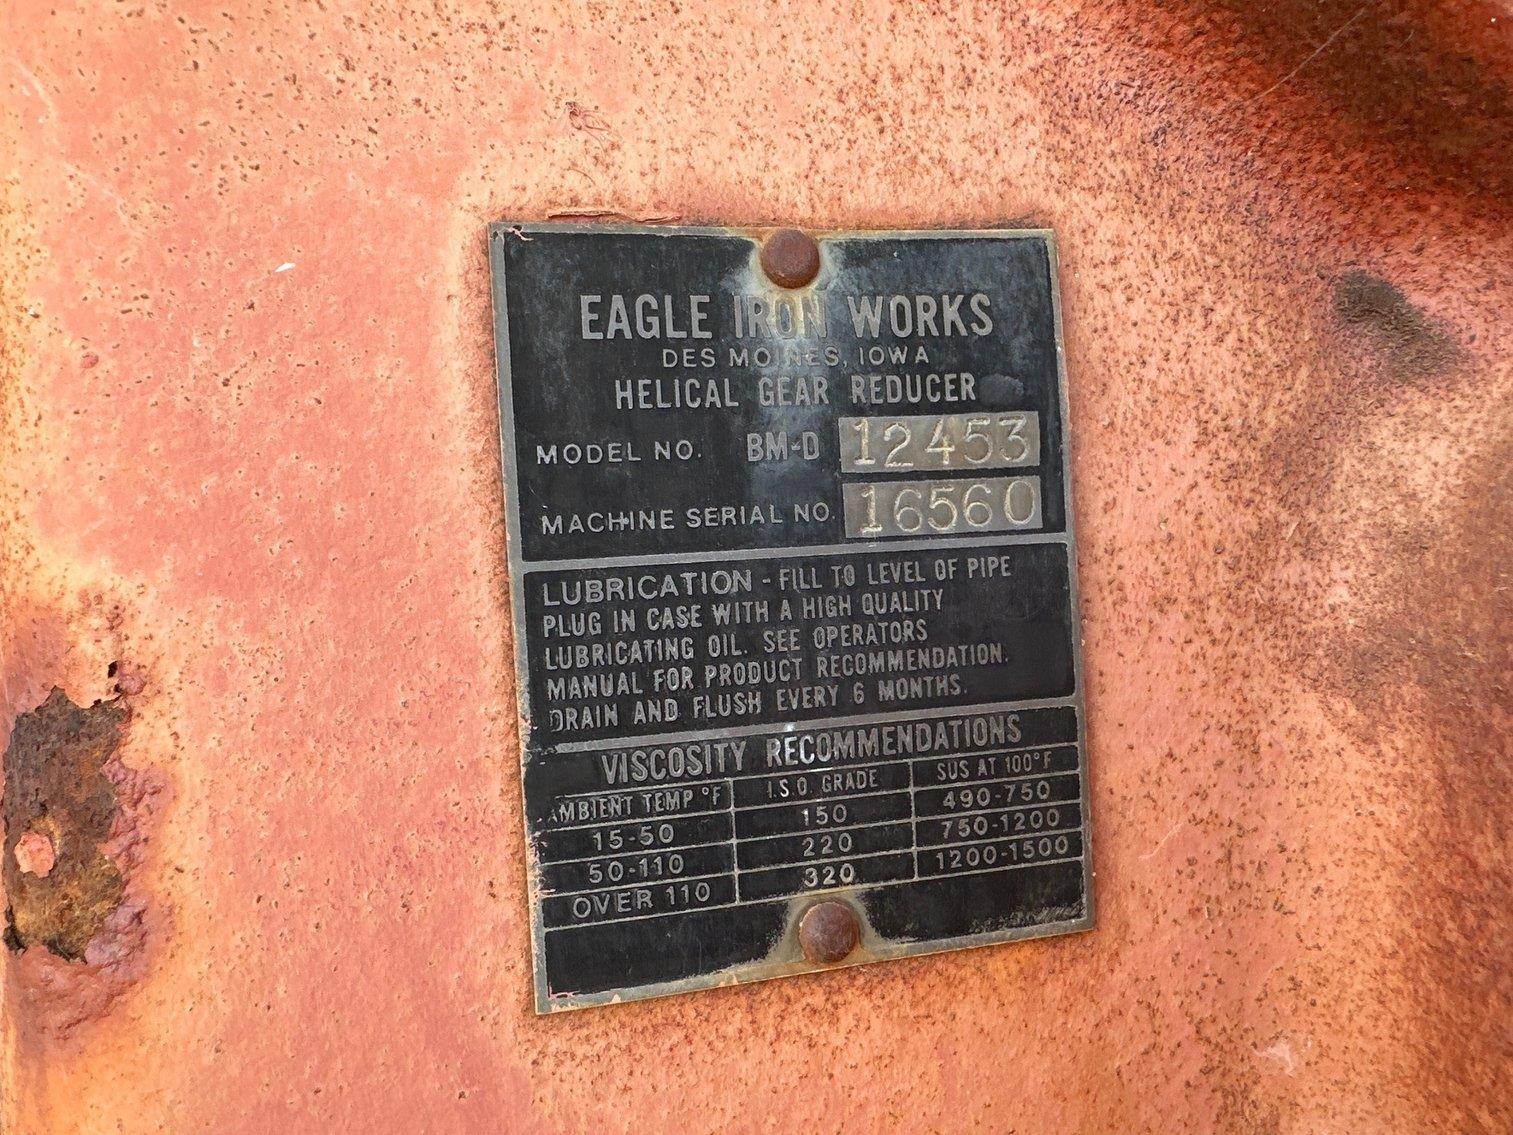 EAGLE IRON WORKS
DES MOINES, IOWA
HELICAL GEAR REDUCER
MODEL NO. BM-D 12453
MACHINE SERIAL NO. 16560
LUBRICATION - FILL TO LEVEL OF PIPE
PLUG IN CASE WITH A HIGH QUALITY
LUBRICATING OIL. SEE OPERATORS
MANUAL FOR PRODUCT RECOMMENDATION.
DRAIN AND FLUSH EVERY 6 MONTHS.
VISCOSITY RECOMMENDATIONS
AMBIENT TEMP °F I.S.O. GRADE SUS AT 100°F
15-50 150 490-750
50-110 220 750-1200
OVER 110 320 1200-1500